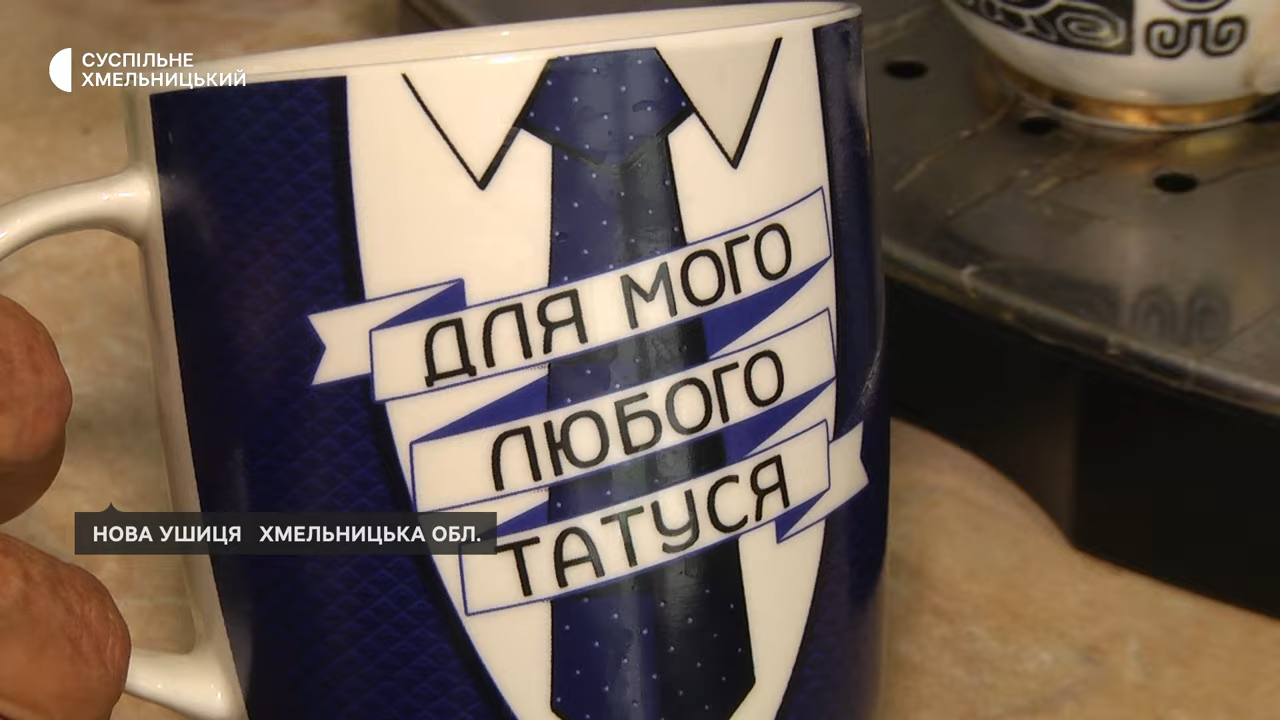 СУСПІЛЬНЕ
ХМЕЛЬНИЦЬКИЙ
ДЛЯ МОГО
ЛЮБОГО
ТАТУСЯ
НОВА УШИЦЯ ХМЕЛЬНИЦЬКА ОБЛ.